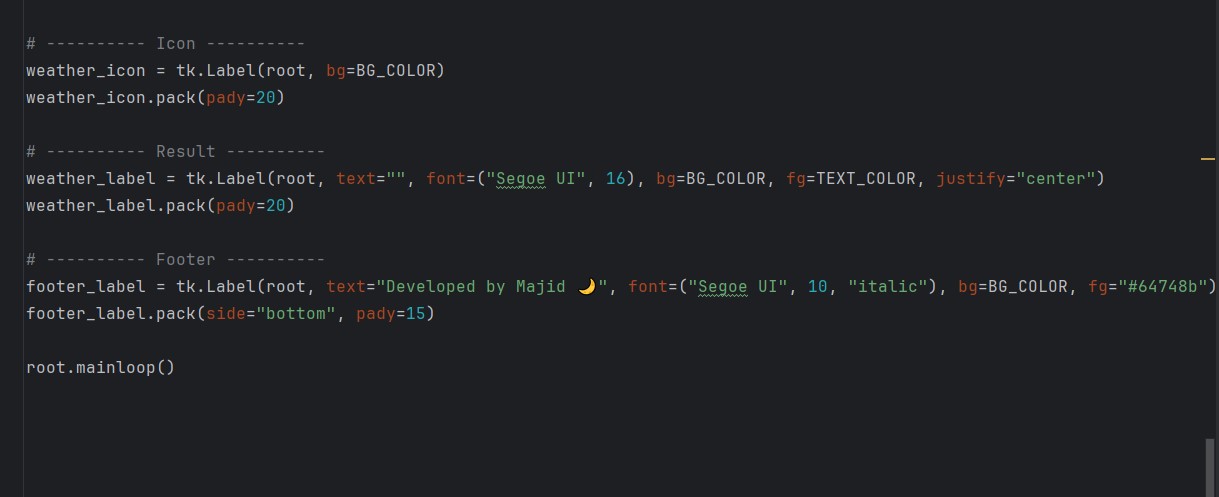 # ---------- Icon ----------
weather_icon = tk.Label(root, bg=BG_COLOR)
weather_icon.pack(pady=20)
# ---------- Result ----------
weather_label = tk.Label(root, text="", font=("Segoe UI", 16), bg=BG_COLOR, fg=TEXT_COLOR, justify="center")
weather_label.pack(pady=20)
# ---------- Footer ----------
footer_label = tk.Label(root, text="Developed by Majid 🌙", font=("Segoe UI", 10, "italic"), bg=BG_COLOR, fg="#64748b")
footer_label.pack(side="bottom", pady=15)
root.mainloop()